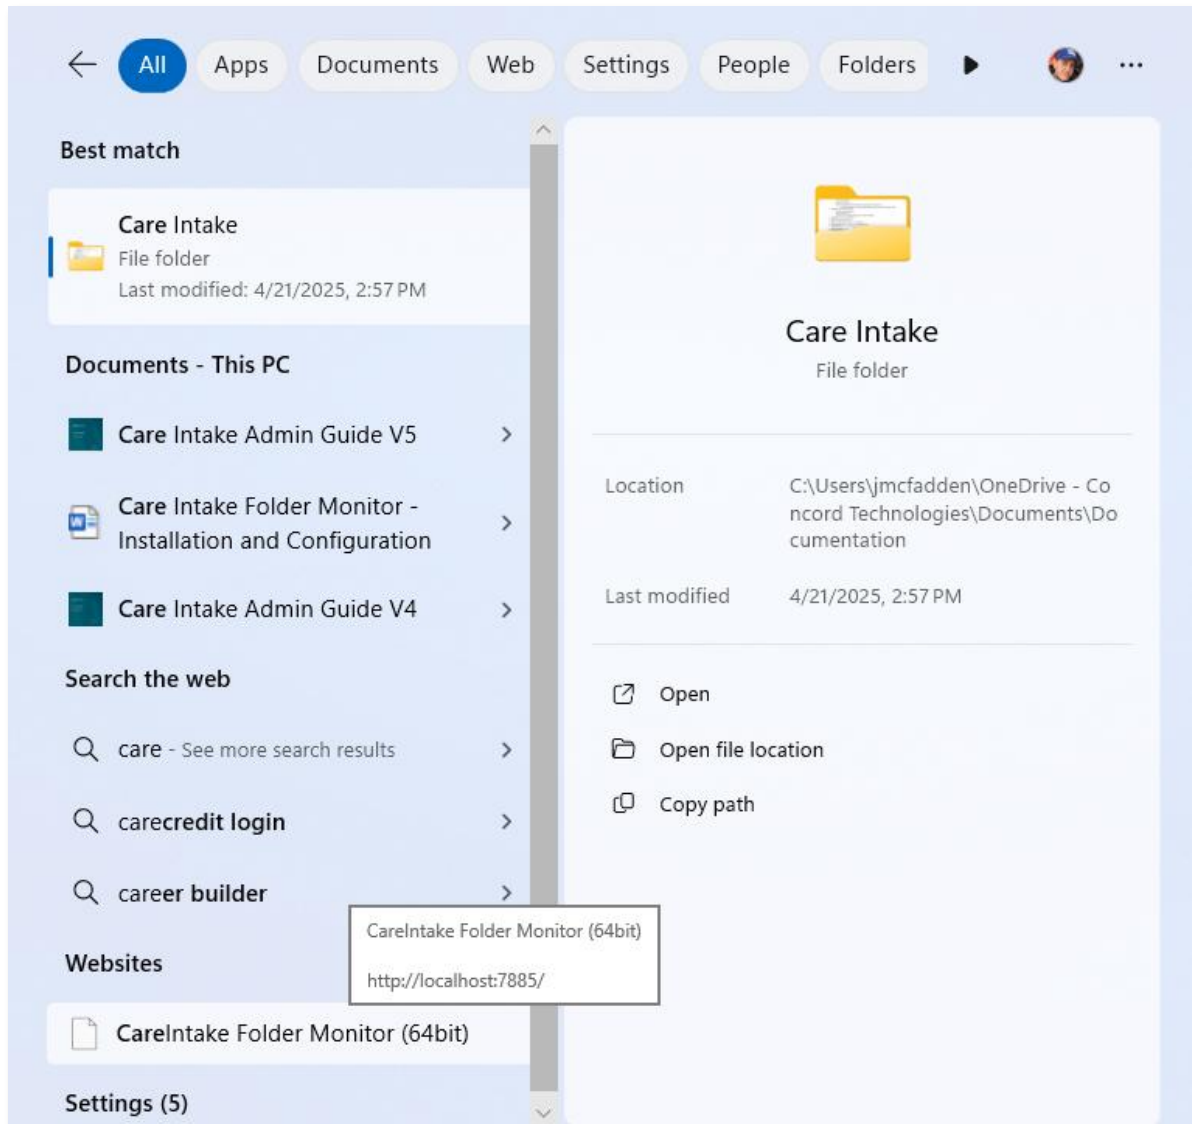 All Apps Documents Web Settings People Folders
Best match
Care Intake
File folder
Last modified: 4/21/2025, 2:57 PM
Documents - This PC
Care Intake Admin Guide V5
Care Intake Folder Monitor -
Installation and Configuration
Care Intake Admin Guide V4
Search the web
care - See more search results
carecredit login
career builder
Websites
CareIntake Folder Monitor (64bit)
Settings (5)
CareIntake Folder Monitor (64bit)
http://localhost:7885/
Care Intake
File folder
Location
C:\Users\jmcfadden\OneDrive - Co
ncord Technologies\Documents\Do
cumentation
Last modified
4/21/2025, 2:57 PM
Open
Open file location
Copy path